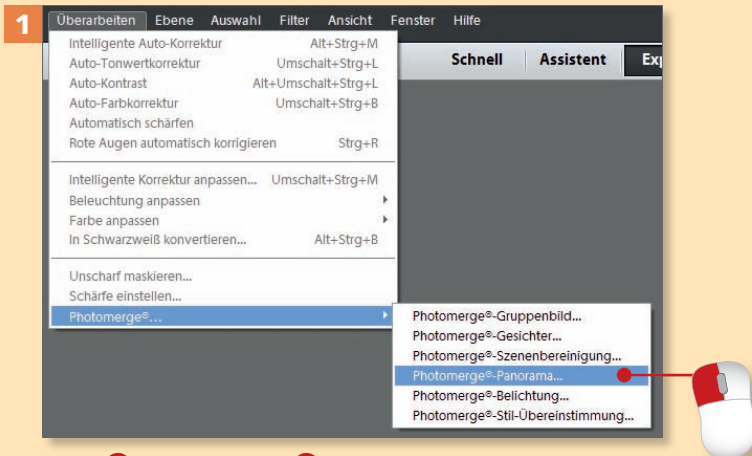 1
Überarbeiten Ebene Auswahl Filter Ansicht Fenster Hilfe
Intelligente Auto-Korrektur Alt+Strg+M
Auto-Tonwertkorrektur Umschalt+Strg+L
Auto-Kontrast Alt+Umschalt+Strg+L
Auto-Farbkorrektur Umschalt+Strg+B
Automatisch schärfen
Rote Augen automatisch korrigieren Strg+R
Intelligente Korrektur anpassen... Umschalt+Strg+M
Beleuchtung anpassen
Farbe anpassen
In Schwarzweiß konvertieren... Alt+Strg+B
Unscharf maskieren...
Schärfe einstellen...
Photomerge®...
Schnell Assistent Exp
Photomerge®-Gruppenbild...
Photomerge®-Gesichter...
Photomerge®-Szenenbereinigung...
Photomerge®-Panorama...
Photomerge®-Belichtung...
Photomerge®-Stil-Übereinstimmung...